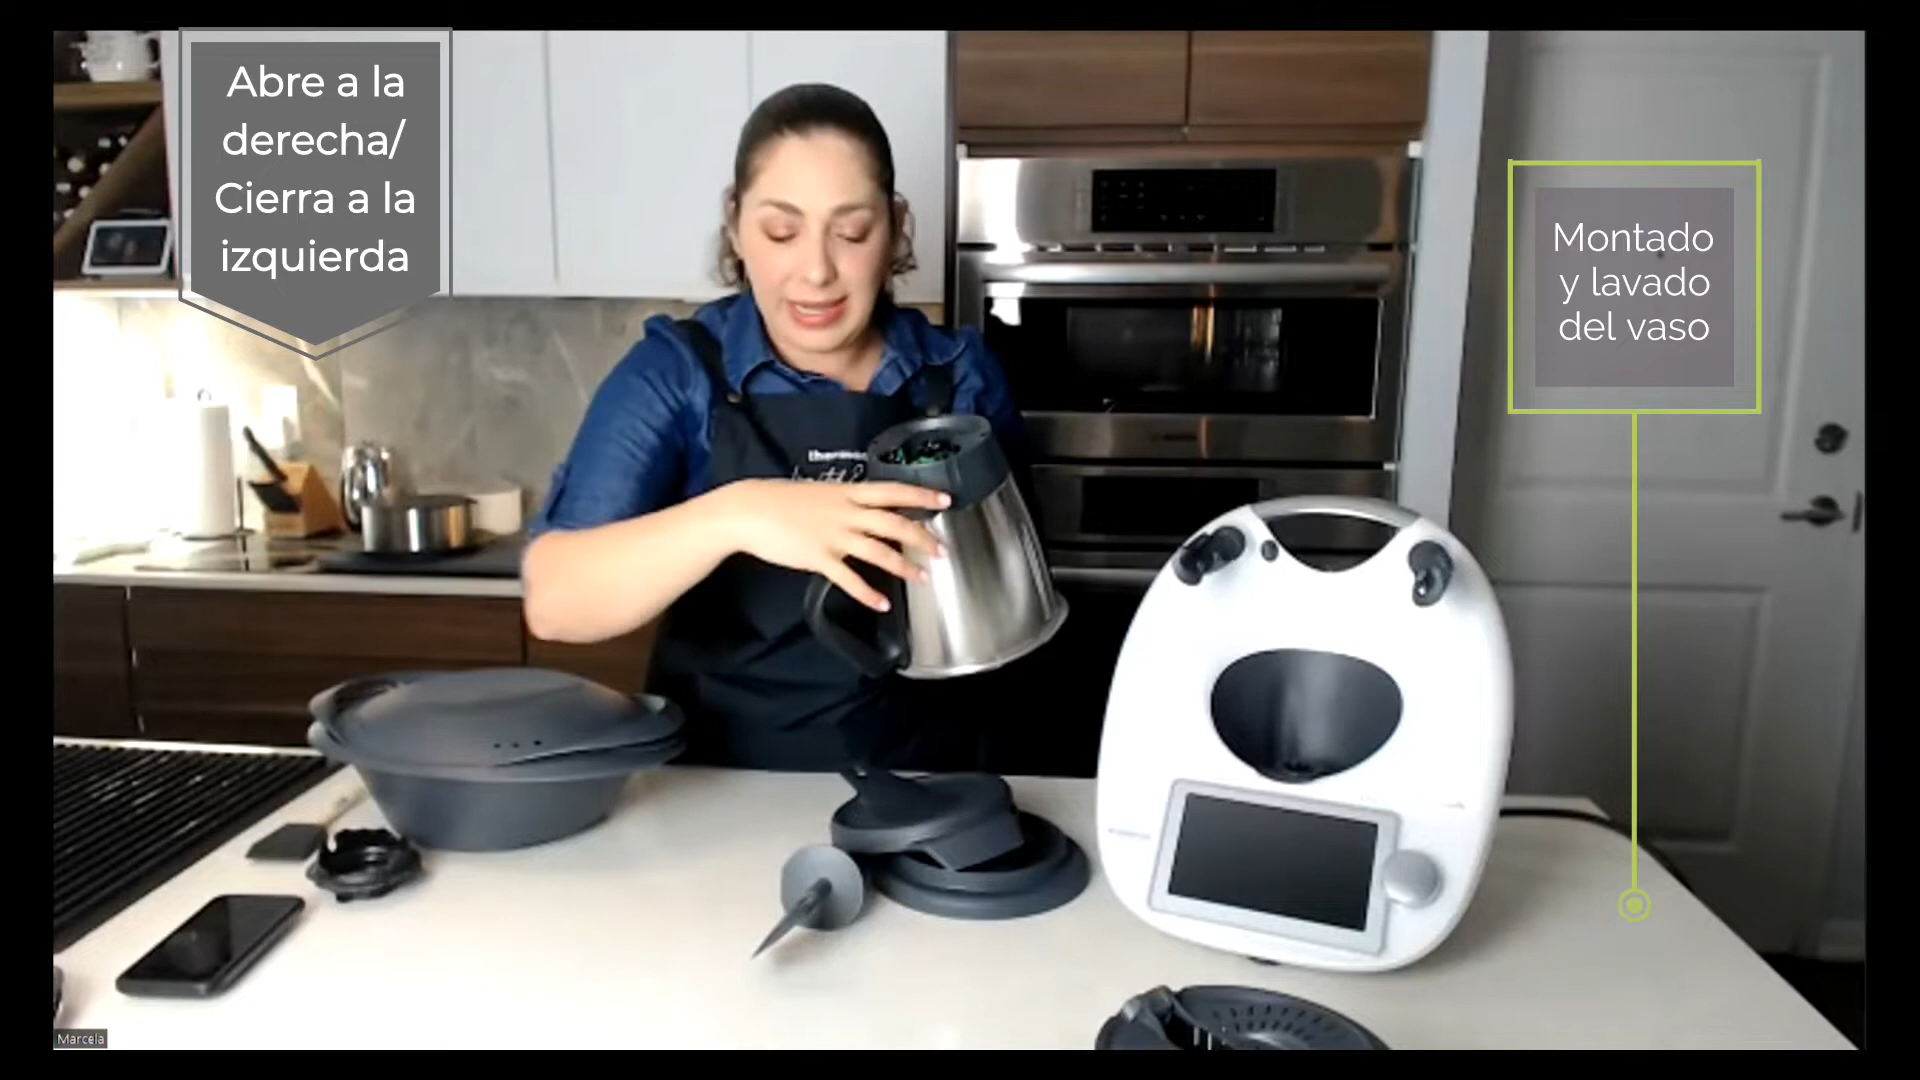 Abre a la
derecha/
Cierra a la
izquierda
Montado
y lavado
del vaso
Marcela